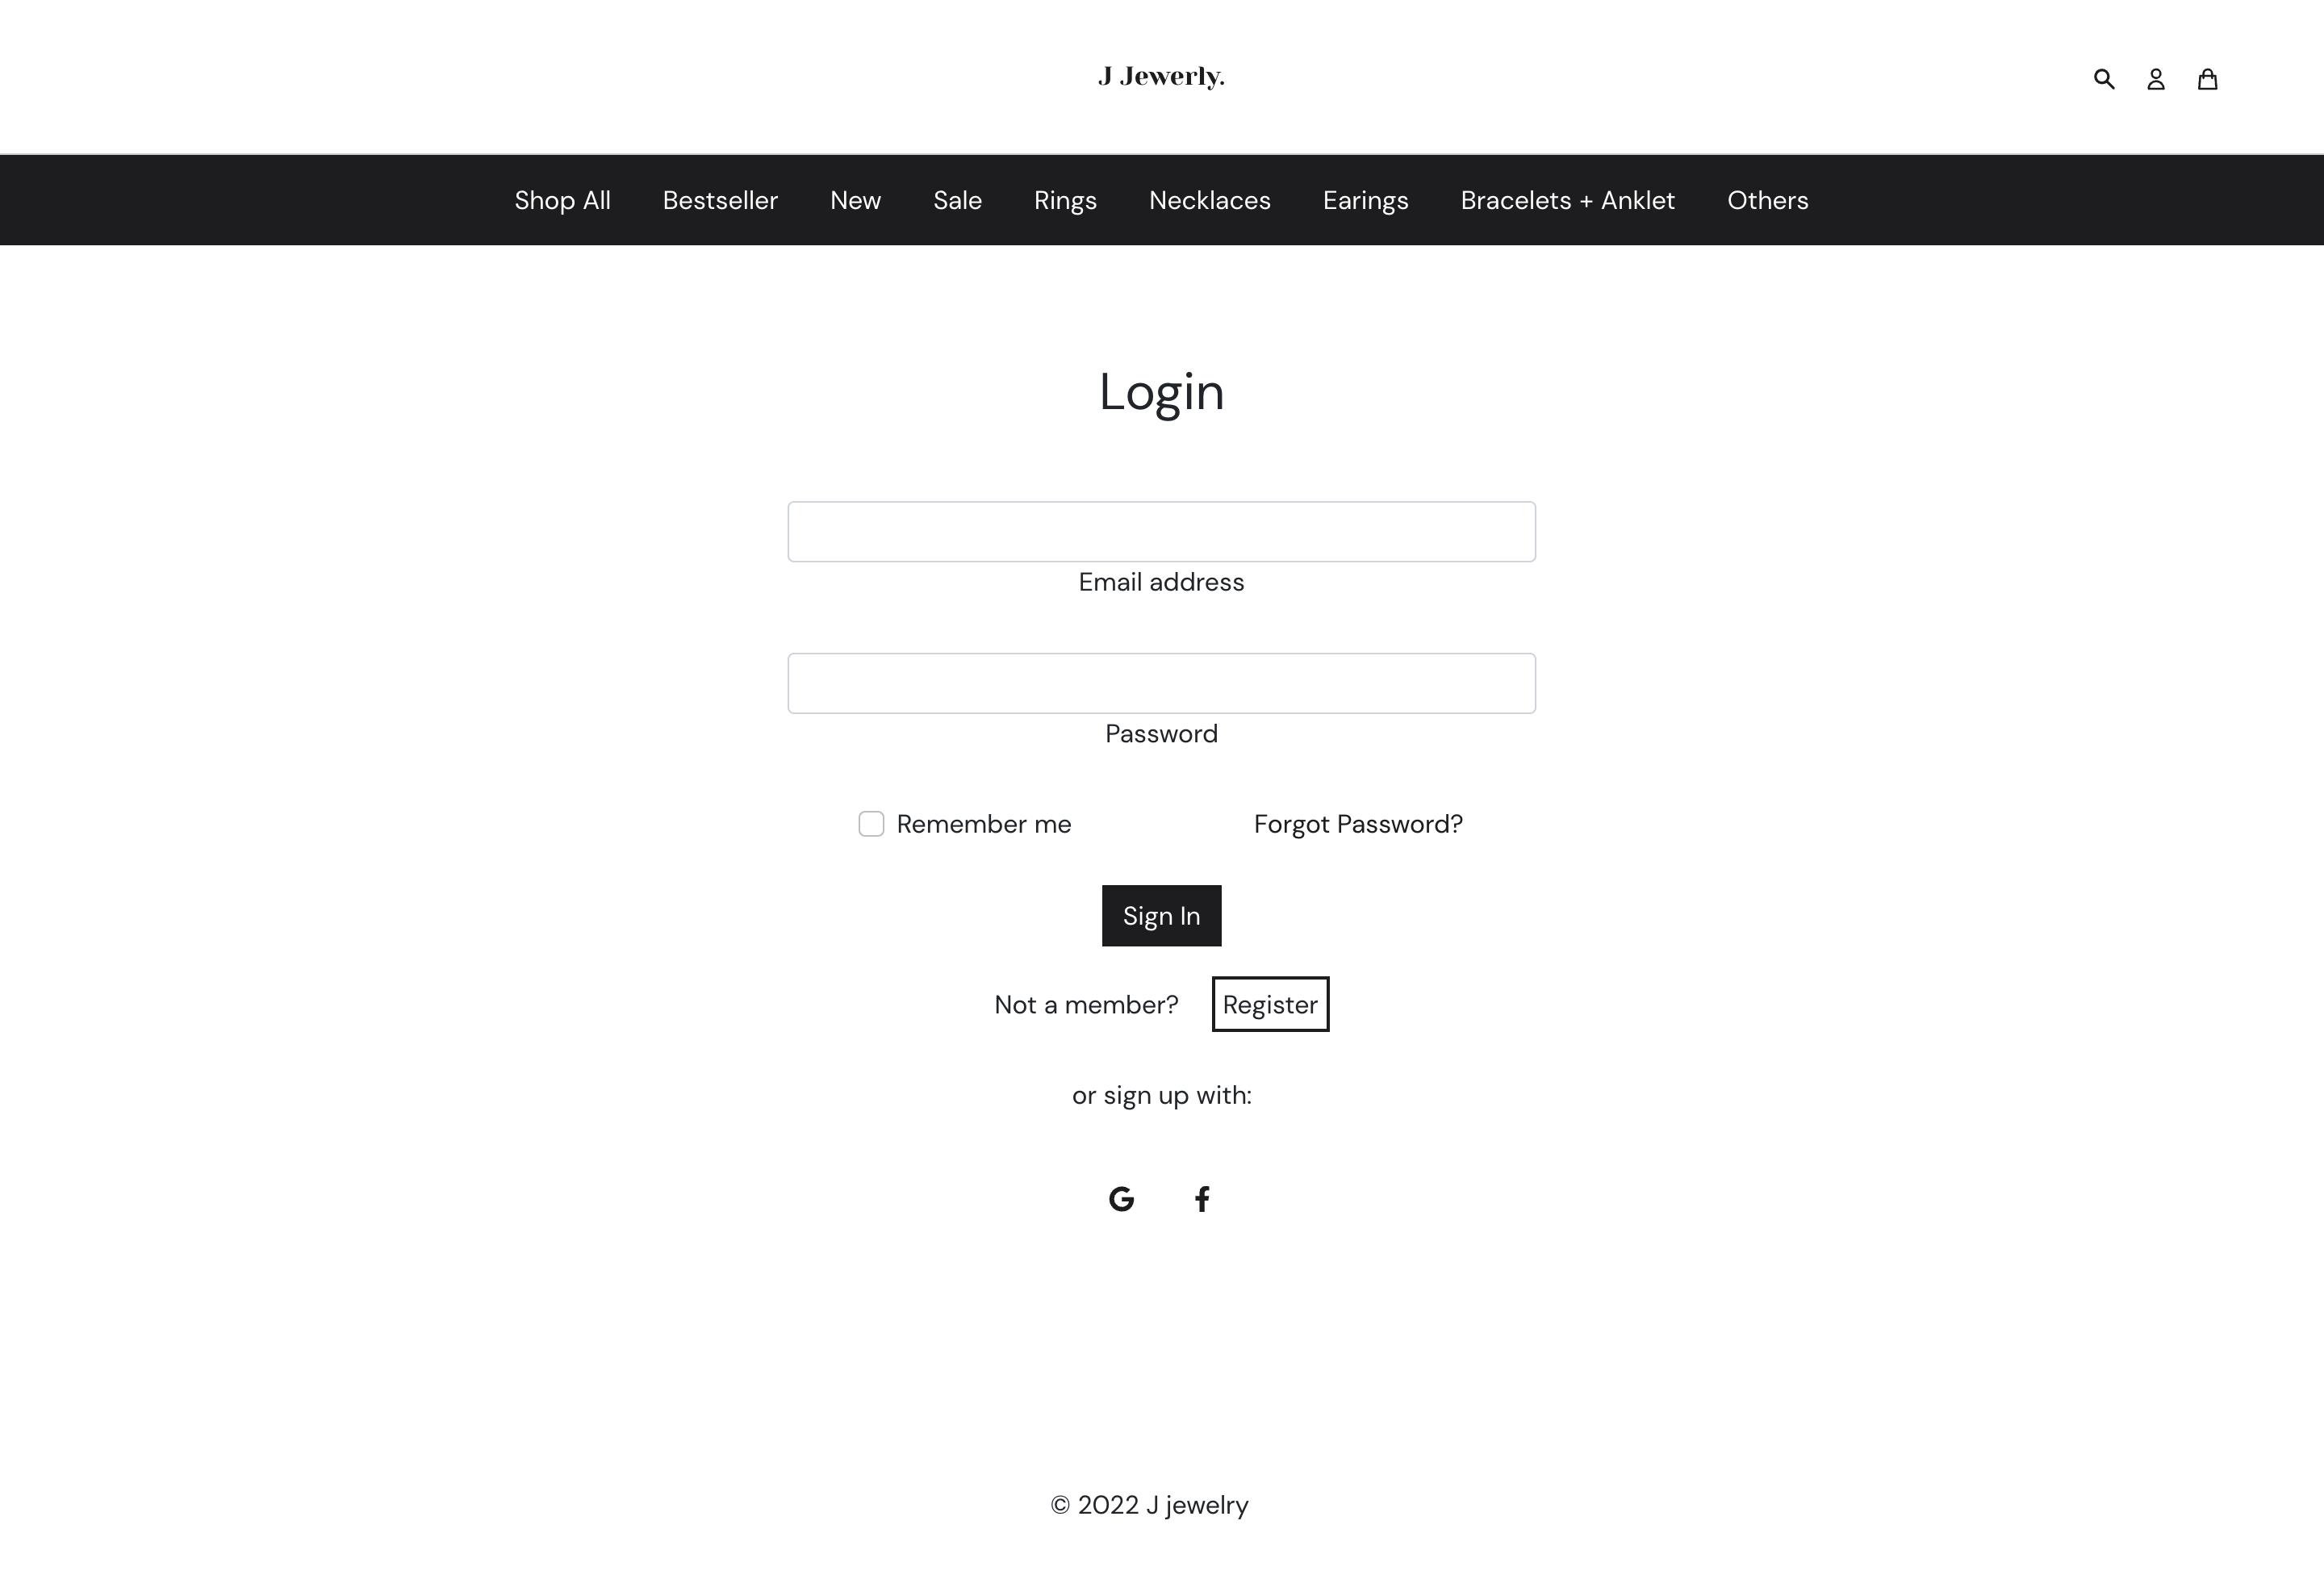 J Jewerly.
Shop All Bestseller New Sale Rings Necklaces Earings Bracelets + Anklet Others
Login
Email address
Password
Remember me Forgot Password?
Sign In
Not a member? Register
or sign up with:
© 2022 J jewelry